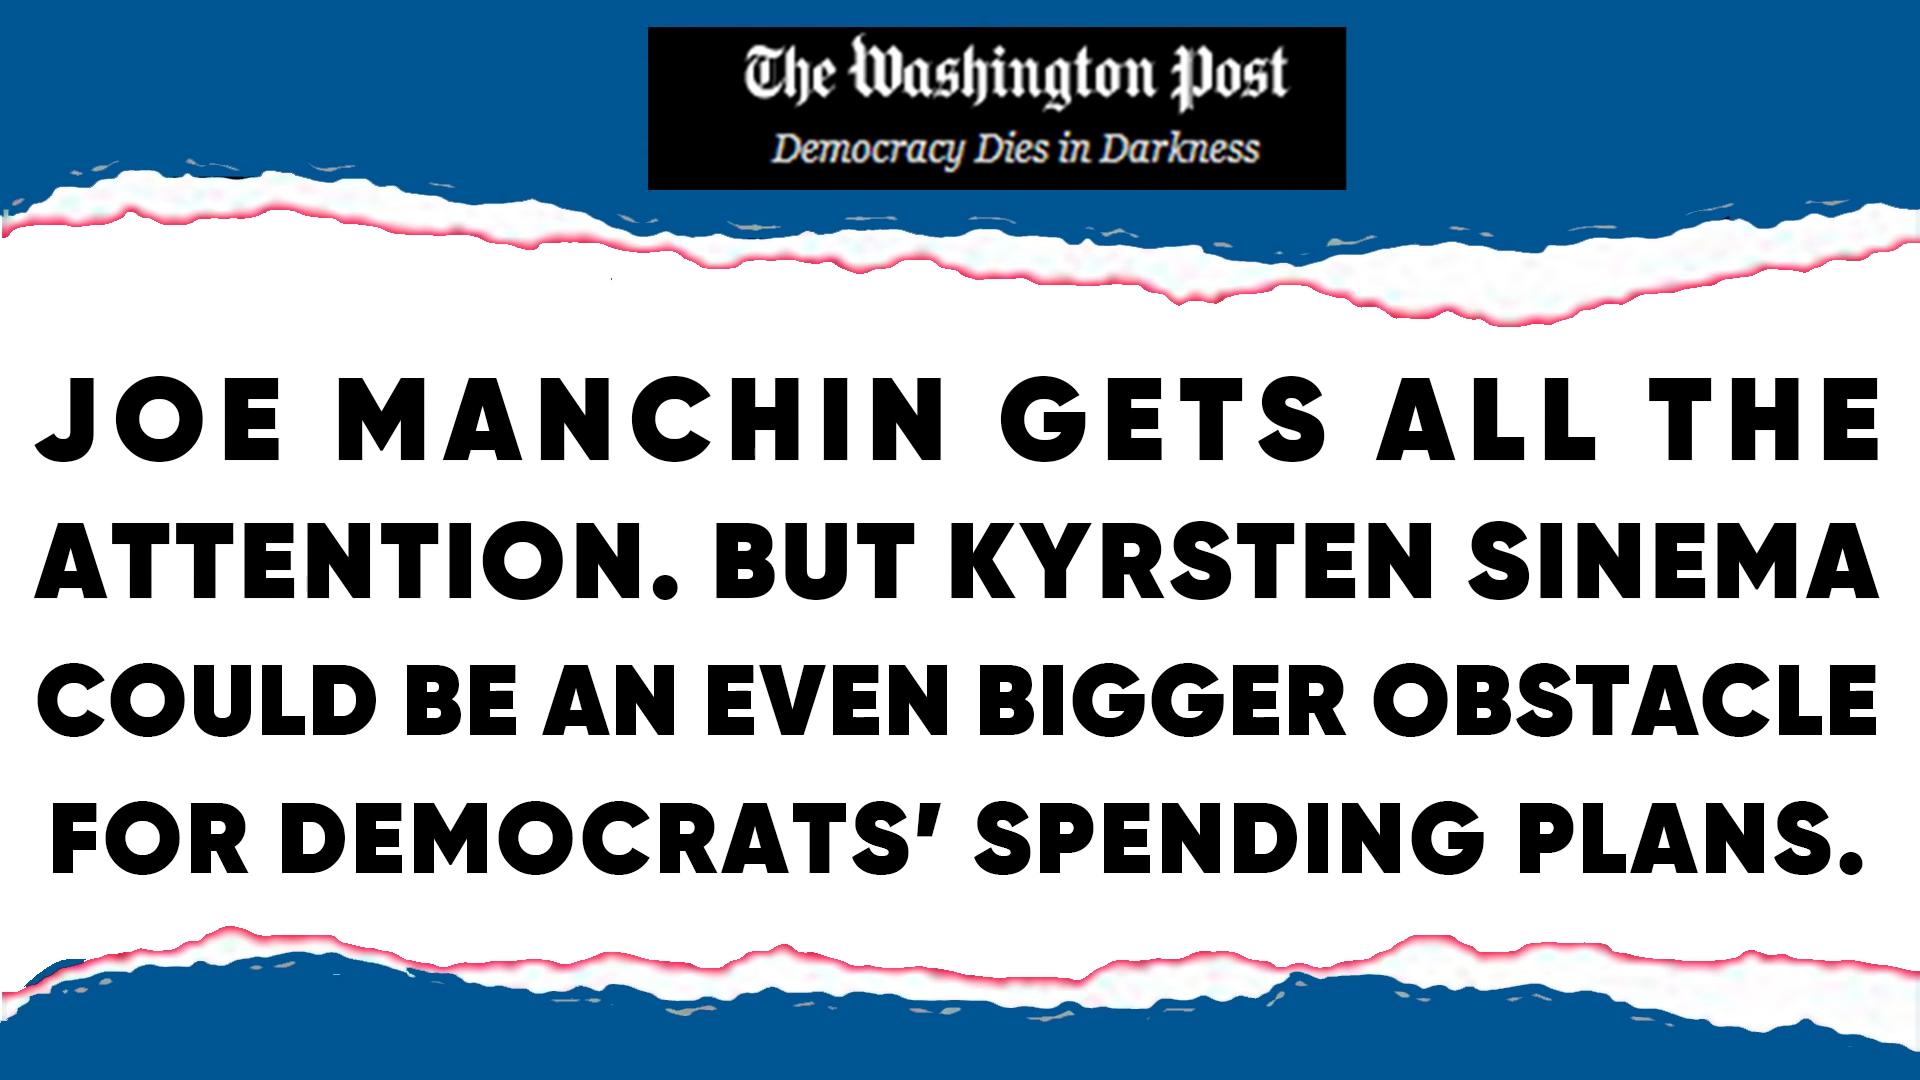 The Washington Post
Democracy Dies in Darkness
JOE MANCHIN GETS ALL THE
ATTENTION. BUT KYRSTEN SINEMA
COULD BE AN EVEN BIGGER OBSTACLE
FOR DEMOCRATS’ SPENDING PLANS.